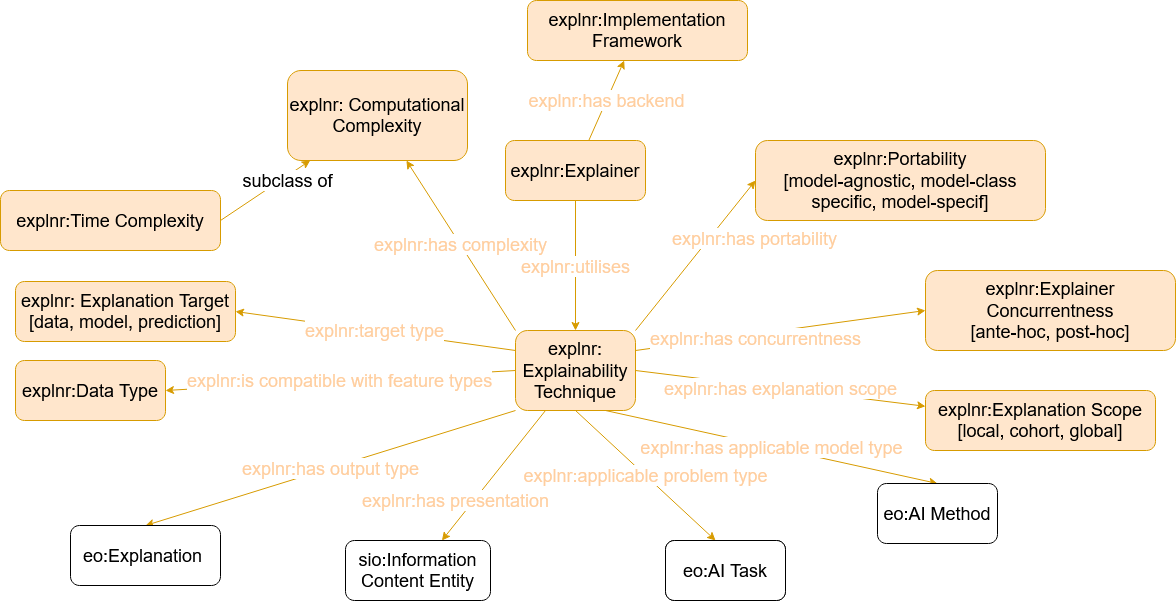 explnr:Implementation
Framework
explnr: Computational
Complexity
explnr:has backend
explnr:Explainer
explnr:Portability
[model-agnostic, model-class
specific, model-specif]
subclass of
explnr:Time Complexity
explnr:has complexity
explnr:utilises
explnr:has portability
explnr: Explanation Target
[data, model, prediction]
explnr:target type
explnr:Explainer
Concurrentness
[ante-hoc, post-hoc]
explnr:has concurrentness
explnr:
Explainability
Technique
explnr:Data Type
explnr:is compatible with feature types
explnr:has explanation scope
explnr:Explanation Scope
[local, cohort, global]
explnr:has output type
explnr:has presentation
explnr:applicable problem type
explnr:has applicable model type
eo:AI Method
eo:Explanation
sio:Information
Content Entity
eo:AI Task